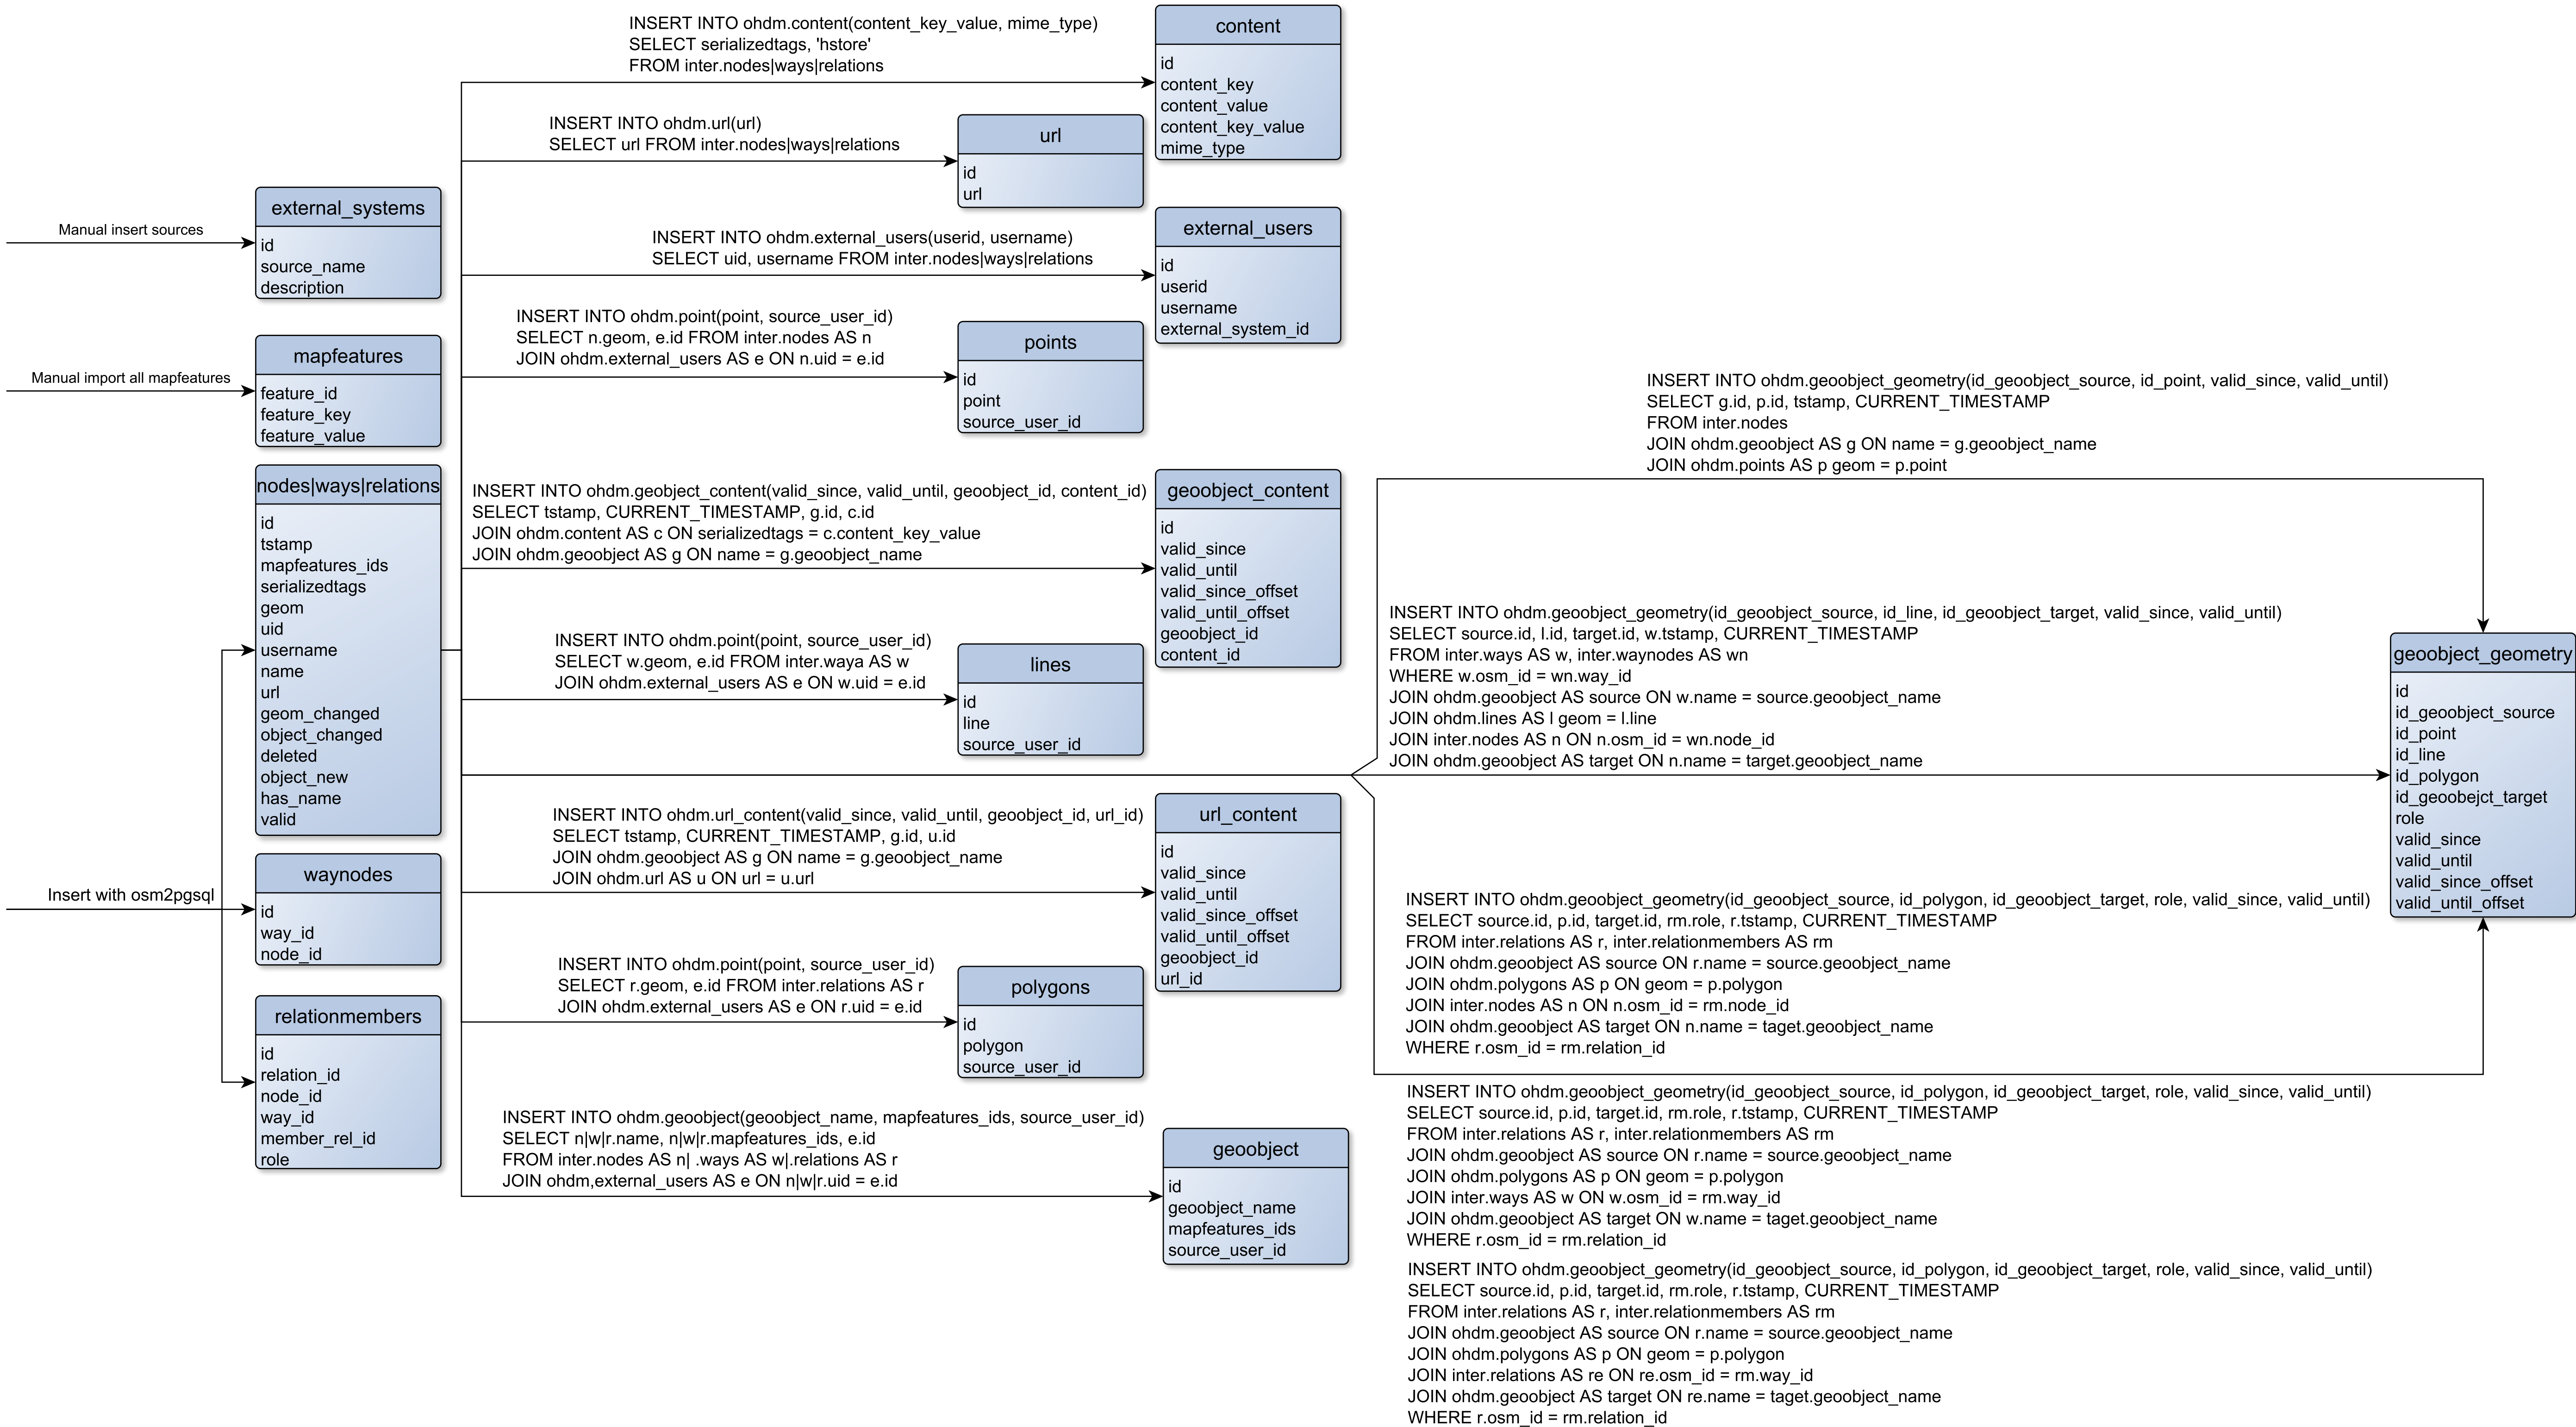 Manual insert sources
external_systems
id
source_name
description
Manual import all mapfeatures
mapfeatures
feature_id
feature_key
feature_value
nodes|ways|relations
id
tstamp
mapfeatures_ids
serializedtags
geom
uid
username
name
url
geom_changed
object_changed
deleted
object_new
has_name
valid
Insert with osm2pgsql
waynodes
id
way_id
node_id
relationmembers
id
relation_id
node_id
way_id
member_rel_id
role
INSERT INTO ohdm.content(content_key_value, mime_type)
SELECT serializedtags, 'hstore'
FROM inter.nodes|ways|relations
content
id
content_key
content_value
content_key_value
mime_type
INSERT INTO ohdm.url(url)
SELECT url FROM inter.nodes|ways|relations
url
id
url
INSERT INTO ohdm.external_users(userid, username)
SELECT uid, username FROM inter.nodes|ways|relations
external_users
id
userid
username
external_system_id
INSERT INTO ohdm.point(point, source_user_id)
SELECT n.geom, e.id FROM inter.nodes AS n
JOIN ohdm.external_users AS e ON n.uid = e.id
points
id
point
source_user_id
INSERT INTO ohdm.geobject_content(valid_since, valid_until, geoobject_id, content_id)
SELECT tstamp, CURRENT_TIMESTAMP, g.id, c.id
JOIN ohdm.content AS c ON serializedtags = c.content_key_value
JOIN ohdm.geoobject AS g ON name = g.geoobject_name
geoobject_content
id
valid_since
valid_until
valid_since_offset
valid_until_offset
geoobject_id
content_id
INSERT INTO ohdm.point(point, source_user_id)
SELECT w.geom, e.id FROM inter.waya AS w
JOIN ohdm.external_users AS e ON w.uid = e.id
lines
id
line
source_user_id
INSERT INTO ohdm.url_content(valid_since, valid_until, geoobject_id, url_id)
SELECT tstamp, CURRENT_TIMESTAMP, g.id, u.id
JOIN ohdm.geoobject AS g ON name = g.geoobject_name
JOIN ohdm.url AS u ON url = u.url
url_content
id
valid_since
valid_until
valid_since_offset
valid_until_offset
geoobject_id
url_id
INSERT INTO ohdm.point(point, source_user_id)
SELECT r.geom, e.id FROM inter.relations AS r
JOIN ohdm.external_users AS e ON r.uid = e.id
polygons
id
polygon
source_user_id
INSERT INTO ohdm.geoobject(geoobject_name, mapfeatures_ids, source_user_id)
SELECT n|w|r.name, n|w|r.mapfeatures_ids, e.id
FROM inter.nodes AS n| .ways AS w|.relations AS r
JOIN ohdm,external_users AS e ON n|w|r.uid = e.id
geoobject
id
geoobject_name
mapfeatures_ids
source_user_id
INSERT INTO ohdm.geoobject_geometry(id_geoobject_source, id_point, valid_since, valid_until)
SELECT g.id, p.id, tstamp, CURRENT_TIMESTAMP
FROM inter.nodes
JOIN ohdm.geoobject AS g ON name = g.geoobject_name
JOIN ohdm.points AS p geom = p.point
INSERT INTO ohdm.geoobject_geometry(id_geoobject_source, id_line, id_geoobject_target, valid_since, valid_until)
SELECT source.id, l.id, target.id, w.tstamp, CURRENT_TIMESTAMP
FROM inter.ways AS w, inter.waynodes AS wn
WHERE w.osm_id = wn.way_id
JOIN ohdm.geoobject AS source ON w.name = source.geoobject_name
JOIN ohdm.lines AS l geom = l.line
JOIN inter.nodes AS n ON n.osm_id = wn.node_id
JOIN ohdm.geoobject AS target ON n.name = target.geoobject_name
geoobject_geometry
id
id_geoobject_source
id_point
id_line
id_polygon
id_geoobejct_target
role
valid_since
valid_until
valid_since_offset
valid_until_offset
INSERT INTO ohdm.geoobject_geometry(id_geoobject_source, id_polygon, id_geoobject_target, role, valid_since, valid_until)
SELECT source.id, p.id, target.id, rm.role, r.tstamp, CURRENT_TIMESTAMP
FROM inter.relations AS r, inter.relationmembers AS rm
JOIN ohdm.geoobject AS source ON r.name = source.geoobject_name
JOIN ohdm.polygons AS p ON geom = p.polygon
JOIN inter.nodes AS n ON n.osm_id = rm.node_id
JOIN ohdm.geoobject AS target ON n.name = taget.geoobject_name
WHERE r.osm_id = rm.relation_id
INSERT INTO ohdm.geoobject_geometry(id_geoobject_source, id_polygon, id_geoobject_target, role, valid_since, valid_until)
SELECT source.id, p.id, target.id, rm.role, r.tstamp, CURRENT_TIMESTAMP
FROM inter.relations AS r, inter.relationmembers AS rm
JOIN ohdm.geoobject AS source ON r.name = source.geoobject_name
JOIN ohdm.polygons AS p ON geom = p.polygon
JOIN inter.ways AS w ON w.osm_id = rm.way_id
JOIN ohdm.geoobject AS target ON w.name = taget.geoobject_name
WHERE r.osm_id = rm.relation_id
INSERT INTO ohdm.geoobject_geometry(id_geoobject_source, id_polygon, id_geoobject_target, role, valid_since, valid_until)
SELECT source.id, p.id, target.id, rm.role, r.tstamp, CURRENT_TIMESTAMP
FROM inter.relations AS r, inter.relationmembers AS rm
JOIN ohdm.geoobject AS source ON r.name = source.geoobject_name
JOIN ohdm.polygons AS p ON geom = p.polygon
JOIN inter.relations AS re ON re.osm_id = rm.way_id
JOIN ohdm.geoobject AS target ON re.name = taget.geoobject_name
WHERE r.osm_id = rm.relation_id